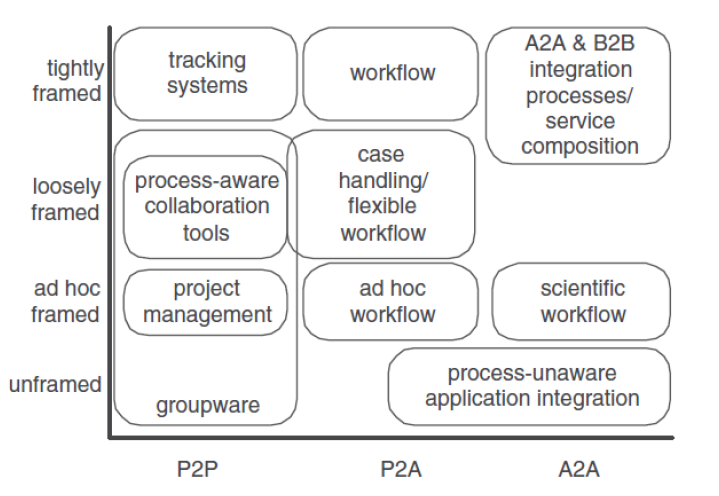 tightly
framed
tracking
systems
workflow
A2A & B2B
integration
processes/
service
composition
loosely
framed
process-aware
collaboration
tools
case
handling/
flexible
workflow
ad hoc
framed
project
management
ad hoc
workflow
scientific
workflow
unframed
groupware
process-unaware
application integration
P2P
P2A
A2A